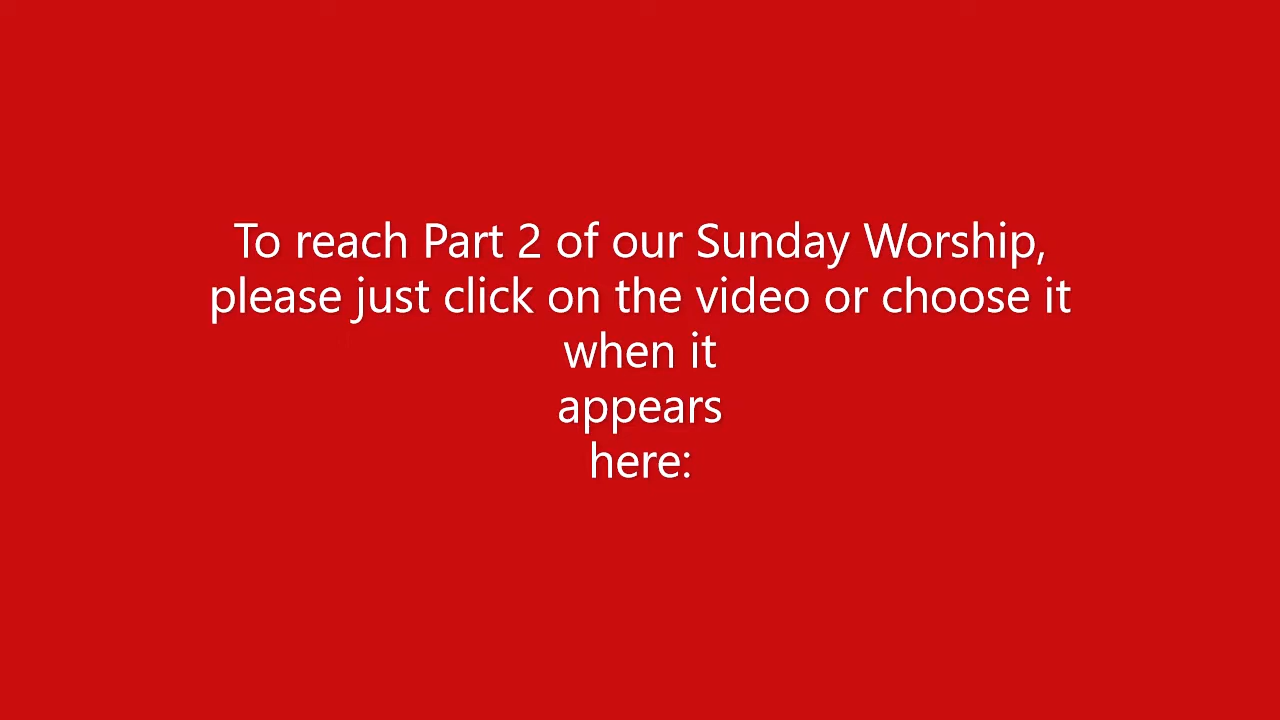 To reach Part 2 of our Sunday Worship,
please just click on the video or choose it
when it
appears
here: